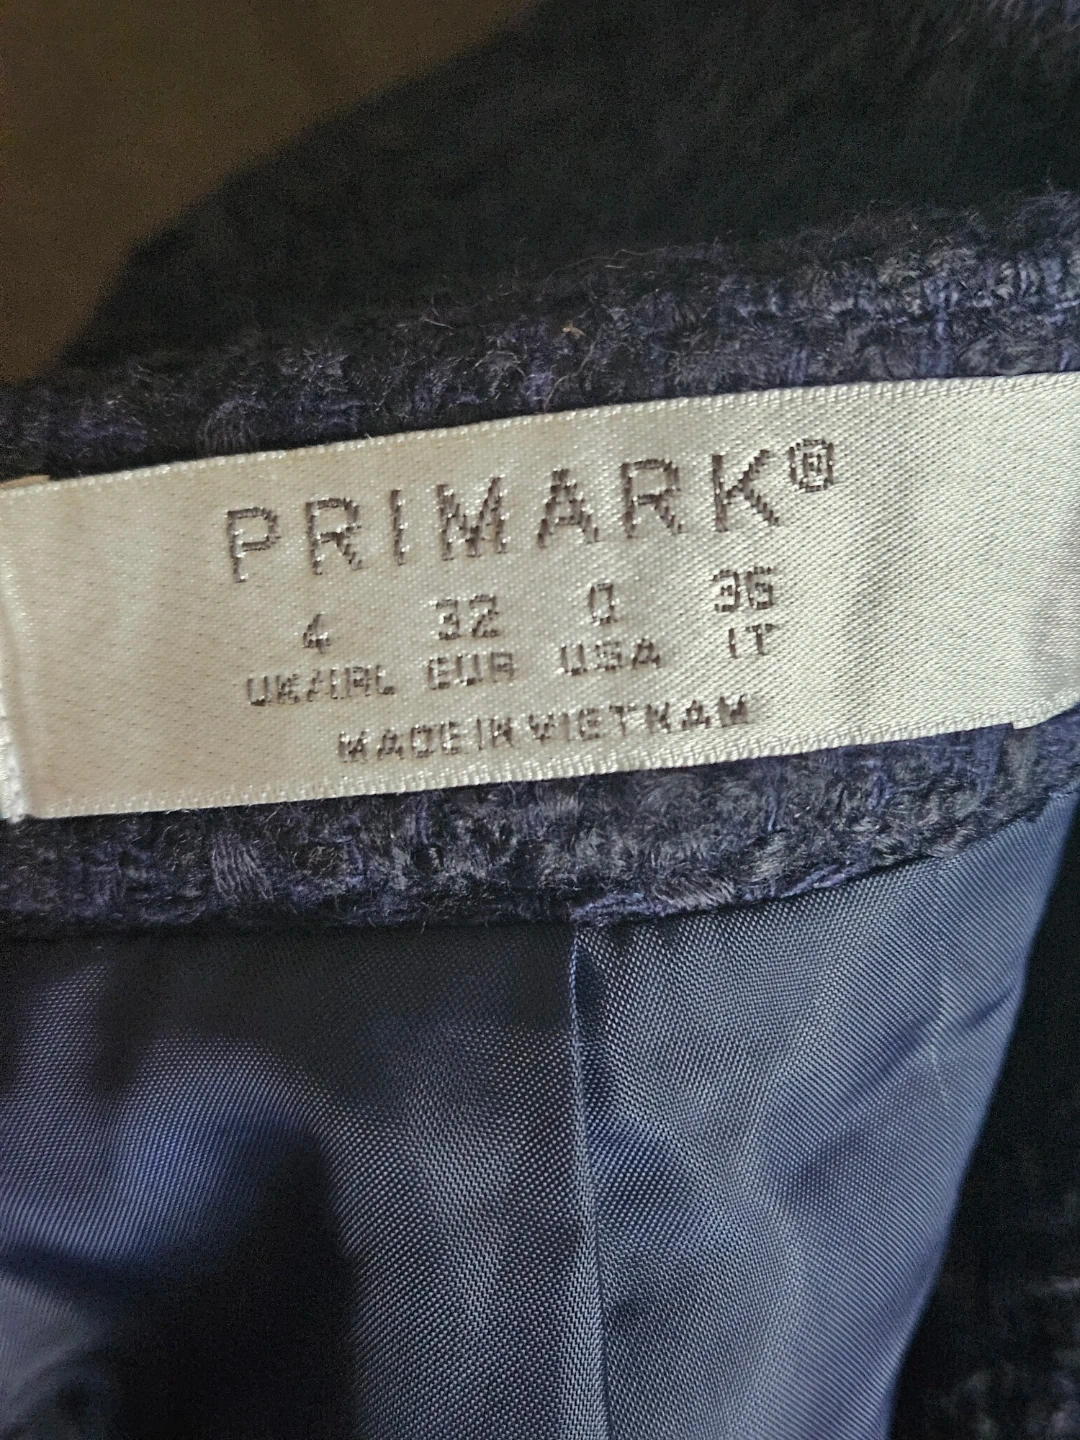 PRIMARK®
4 32 0 36
UK/IRL EUR USA IT
MADE IN VIETNAM